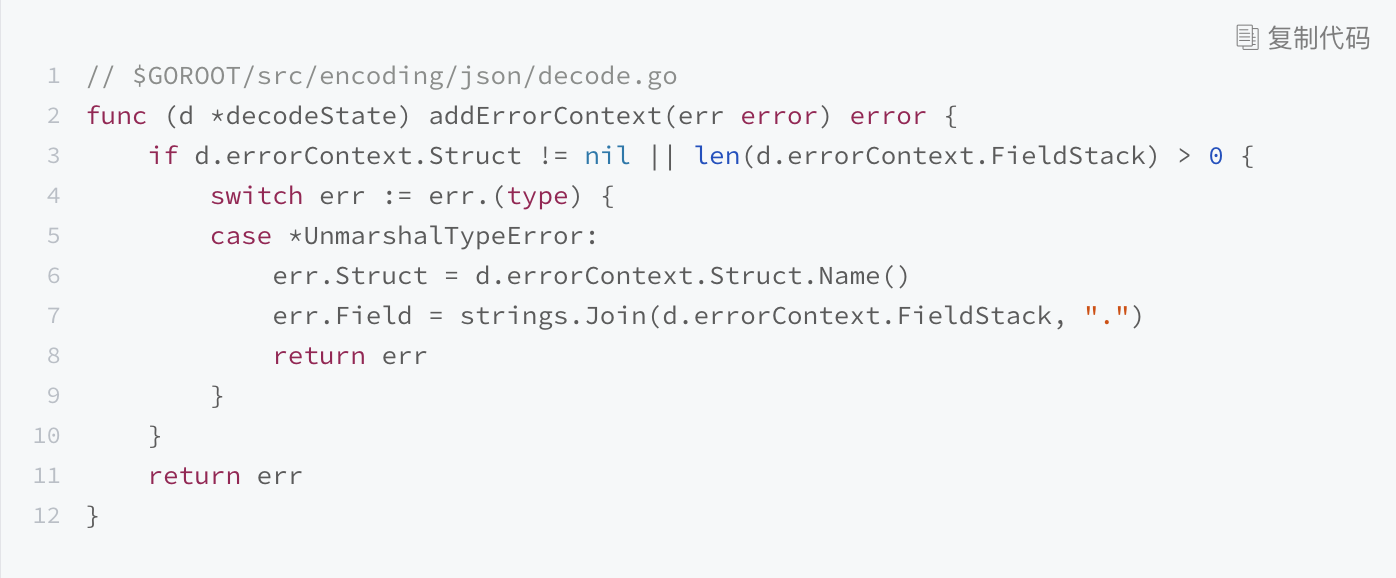 复制代码
1 // $GOROOT/src/encoding/json/decode.go
2 func (d *decodeState) addErrorContext(err error) error {
3     if d.errorContext.Struct != nil || len(d.errorContext.FieldStack) > 0 {
4         switch err := err.(type) {
5         case *UnmarshalTypeError:
6             err.Struct = d.errorContext.Struct.Name()
7             err.Field = strings.Join(d.errorContext.FieldStack, ".")
8             return err
9         }
10     }
11     return err
12 }